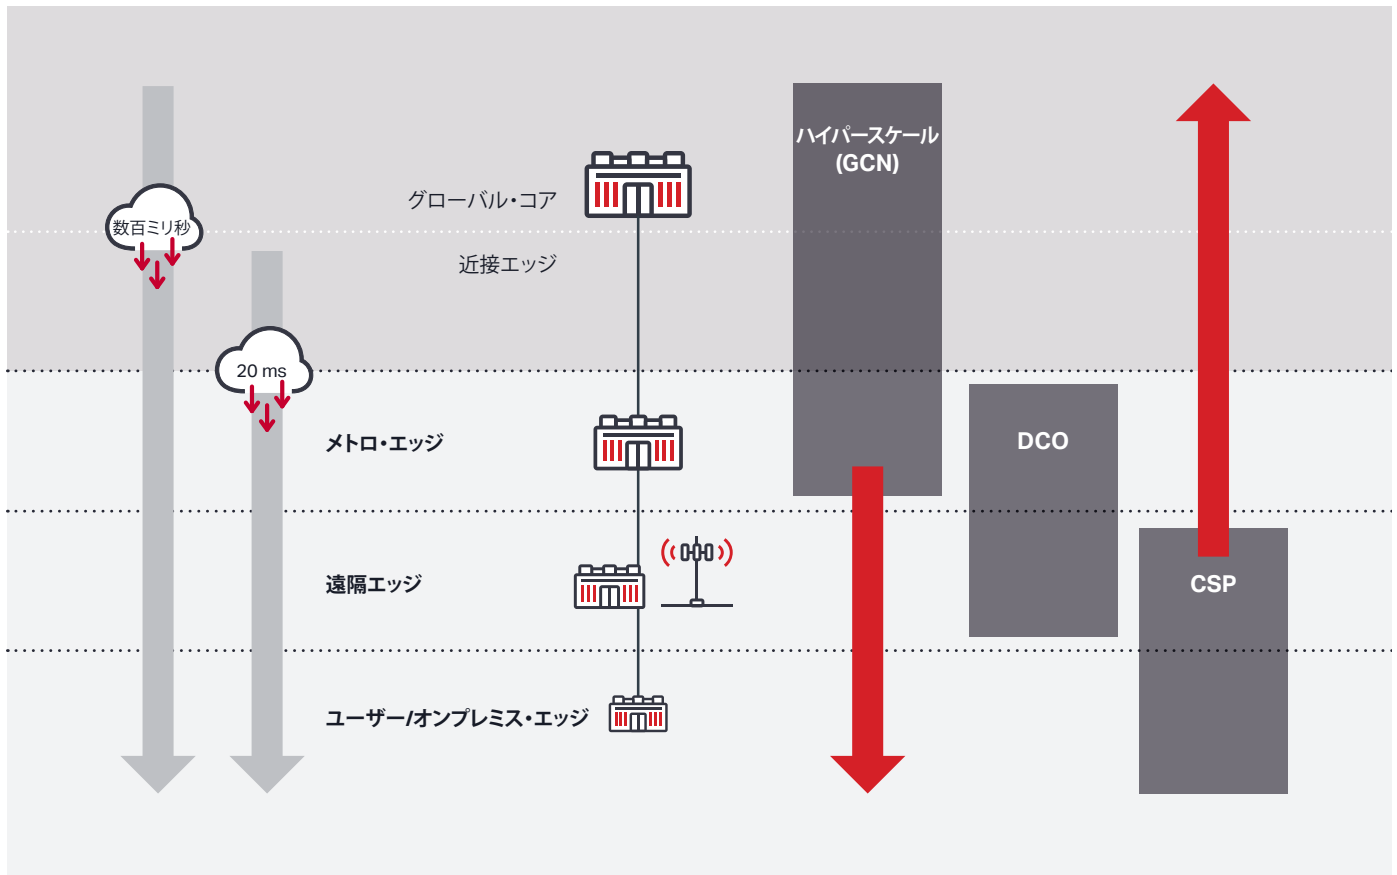 ハイパースケール
(GCN)
グローバル・コア
数百ミリ秒
近接エッジ
20 ms
メトロ・エッジ
DCO
遠隔エッジ
CSP
ユーザー/オンプレミス・エッジ